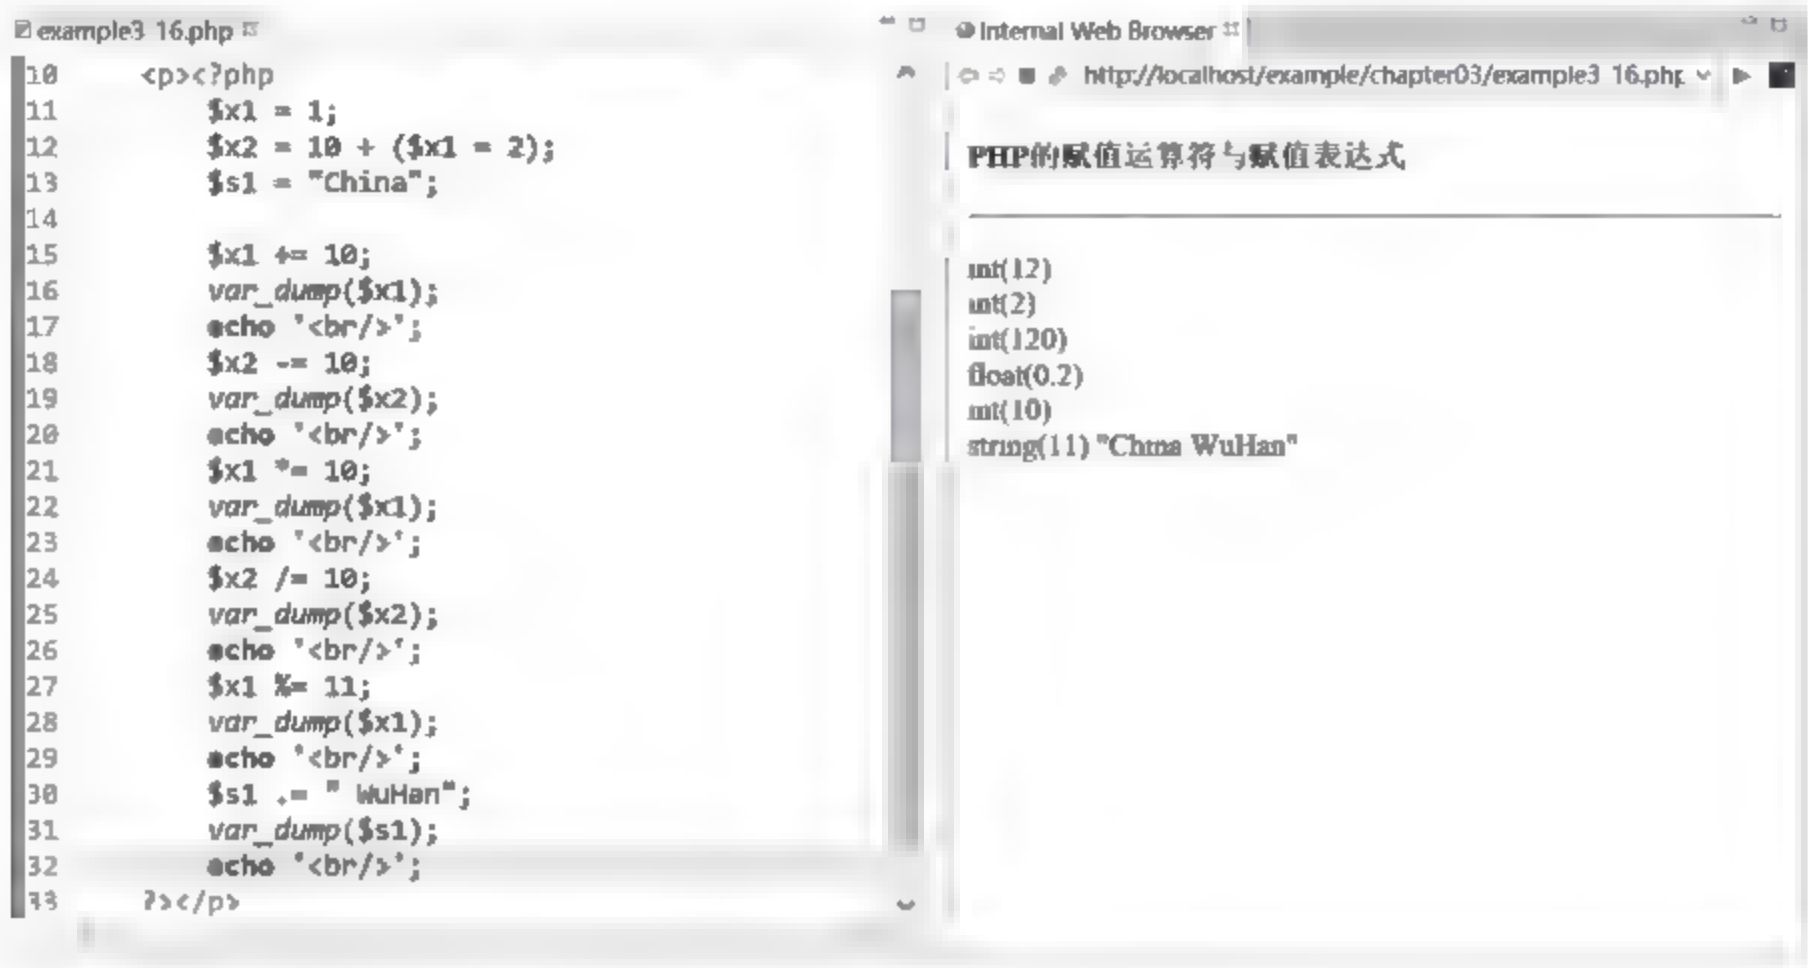 example3_16.php
10 <p><?php
11 $x1 = 1;
12 $x2 = 10 + ($x1 = 2);
13 $s1 = "China";
14
15 $x1 += 10;
16 var_dump($x1);
17 echo '<br/>';
18 $x2 -= 10;
19 var_dump($x2);
20 echo '<br/>';
21 $x1 *= 10;
22 var_dump($x1);
23 echo '<br/>';
24 $x2 /= 10;
25 var_dump($x2);
26 echo '<br/>';
27 $x1 %= 11;
28 var_dump($x1);
29 echo '<br/>';
30 $s1 .= " WuHan";
31 var_dump($s1);
32 echo '<br/>';
33 ?></p>
Internal Web Browser
http://localhost/example/chapter03/example3_16.php
PHP的赋值运算符与赋值表达式
int(12)
int(2)
int(120)
float(0.2)
int(10)
string(11) "China WuHan"